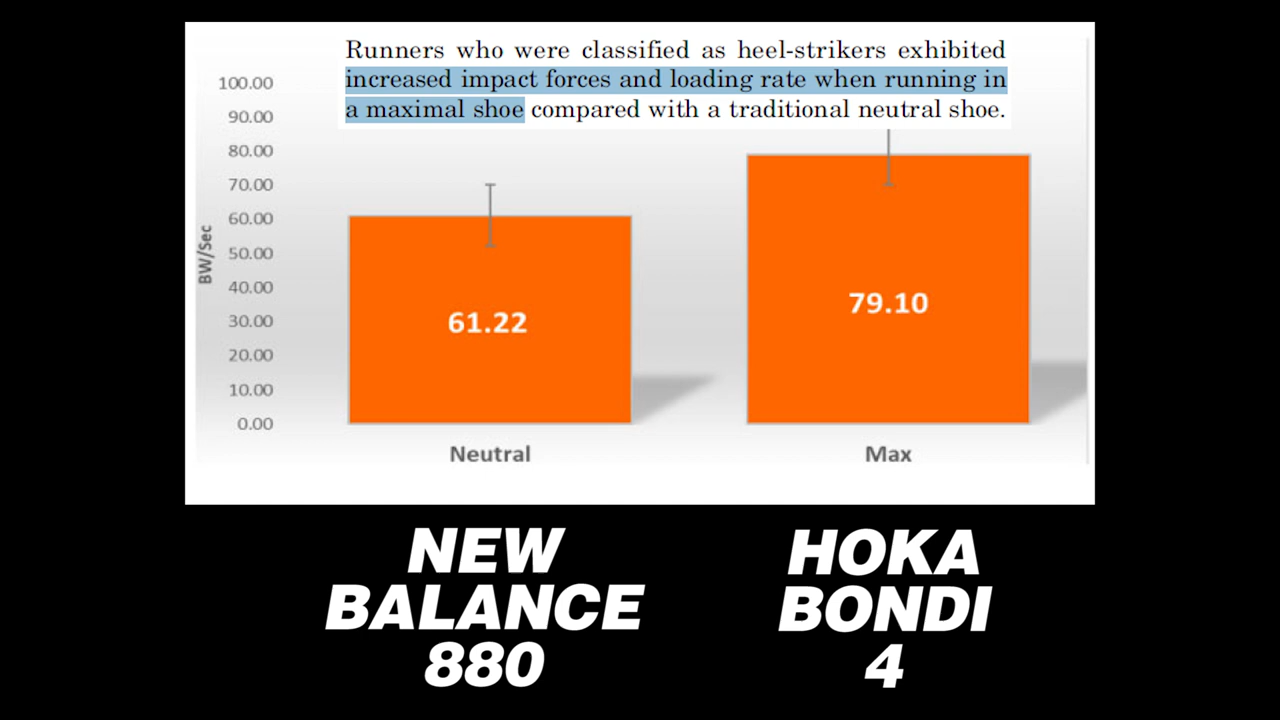 Runners who were classified as heel-strikers exhibited
increased impact forces and loading rate when running in
a maximal shoe compared with a traditional neutral shoe.
100.00
90.00
80.00
70.00
60.00
50.00
40.00
30.00
20.00
10.00
0.00
BW/Sec
61.22
79.10
Neutral
Max
NEW
BALANCE
880
HOKA
BONDI
4